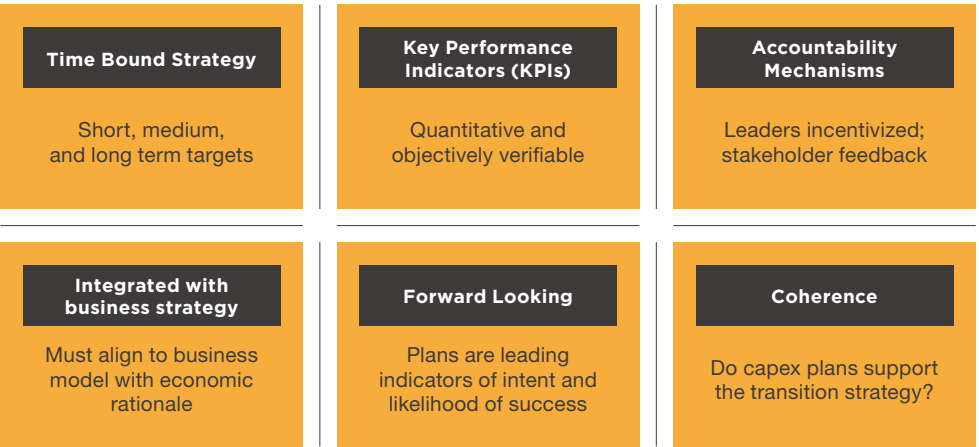 Time Bound Strategy
Short, medium,
and long term targets
Key Performance
Indicators (KPIs)
Quantitative and
objectively verifiable
Accountability
Mechanisms
Leaders incentivized;
stakeholder feedback
Integrated with
business strategy
Must align to business
model with economic
rationale
Forward Looking
Plans are leading
indicators of intent and
likelihood of success
Coherence
Do capex plans support
the transition strategy?